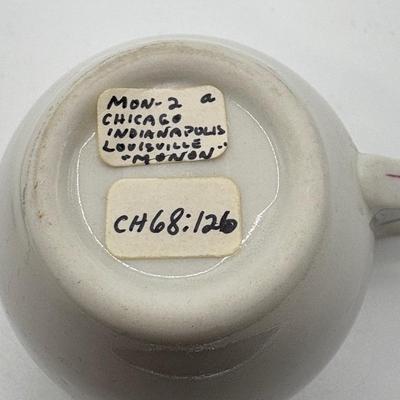 MON-2 a
CHICAGO
INDIANAPOLIS
LOUISVILLE
-"MONON"-
CH68:126